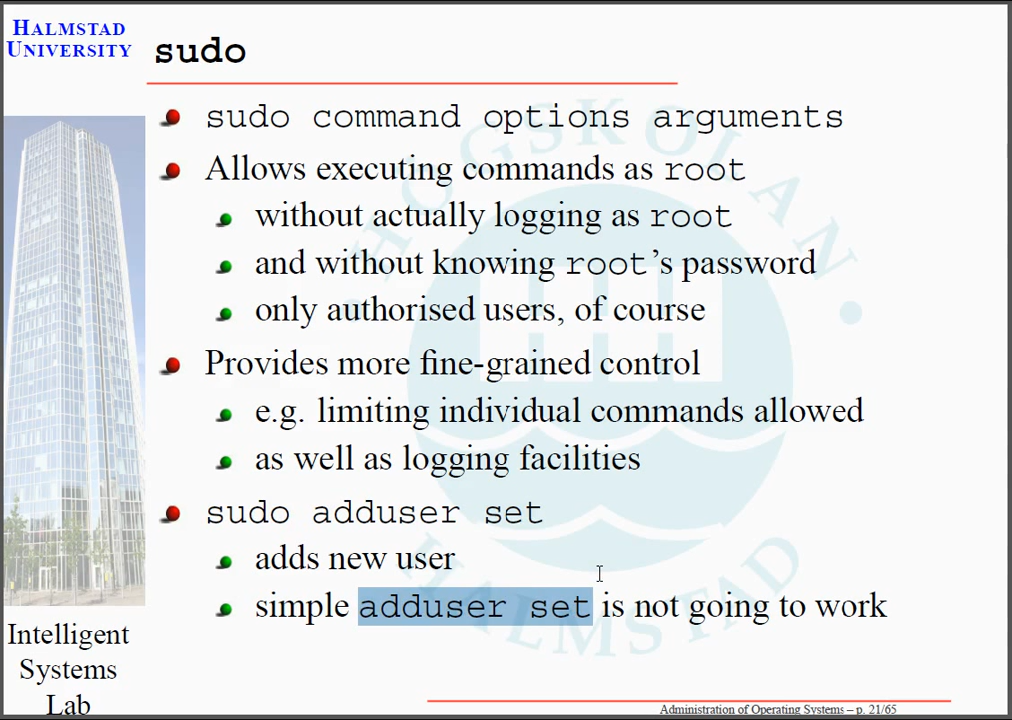 HALMSTAD
UNIVERSITY
sudo
sudo command options arguments
Allows executing commands as root
without actually logging as root
and without knowing root's password
only authorised users, of course
Provides more fine-grained control
e.g. limiting individual commands allowed
as well as logging facilities
sudo adduser set
adds new user
simple adduser set is not going to work
Intelligent
Systems
Lab
Administration of Operating Systems – p. 21/65
HÖGSKOLAN
HALMSTAD